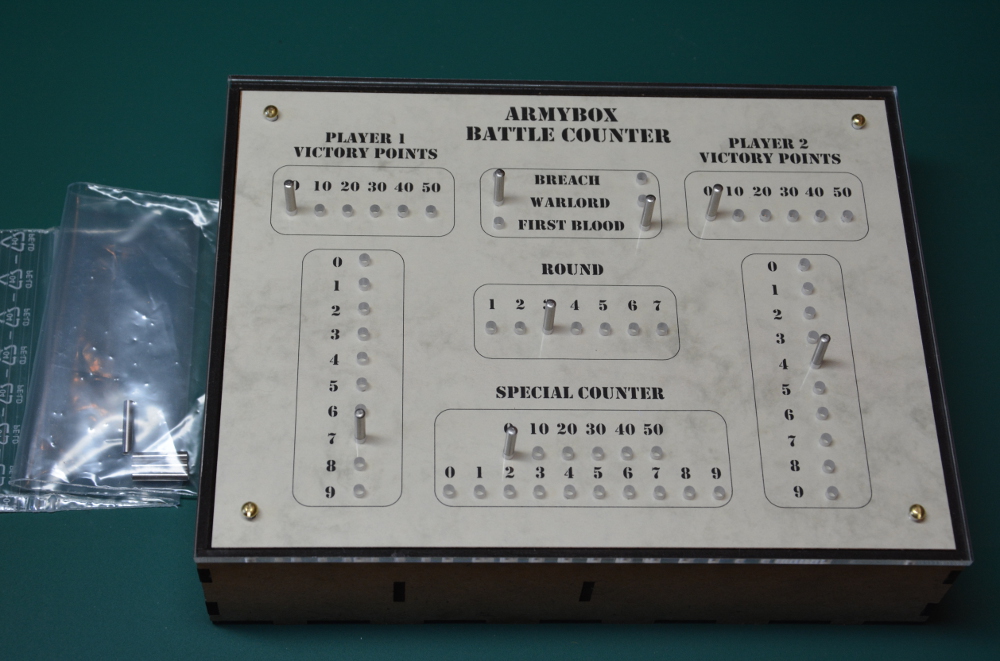 ARMYBOX
BATTLE COUNTER
PLAYER 1
VICTORY POINTS
0 10 20 30 40 50
BREACH
WARLORD
FIRST BLOOD
PLAYER 2
VICTORY POINTS
0 10 20 30 40 50
0
1
2
3
4
5
6
7
8
9
ROUND
1 2 3 4 5 6 7
SPECIAL COUNTER
0 10 20 30 40 50
0 1 2 3 4 5 6 7 8 9
0
1
2
3
4
5
6
7
8
9